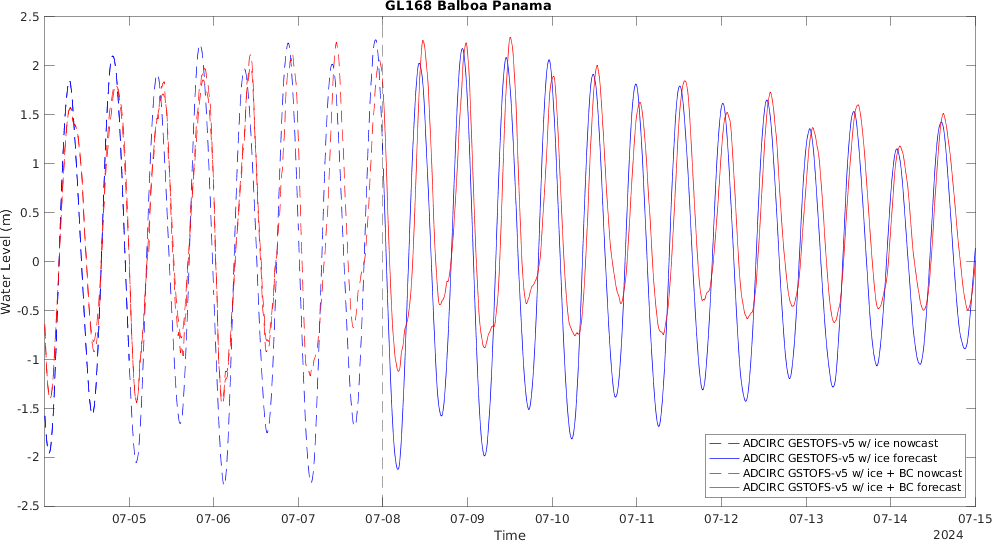 GL168 Balboa Panama
2.5
2
1.5
1
0.5
0
-0.5
-1
-1.5
-2
-2.5
Water Level (m)
ADCIRC GESTOFS-v5 w/ ice nowcast
ADCIRC GESTOFS-v5 w/ ice forecast
ADCIRC GSTOFS-v5 w/ ice + BC nowcast
ADCIRC GSTOFS-v5 w/ ice + BC forecast
07-05 07-06 07-07 07-08 07-09 07-10 07-11 07-12 07-13 07-14 07-15
Time
2024